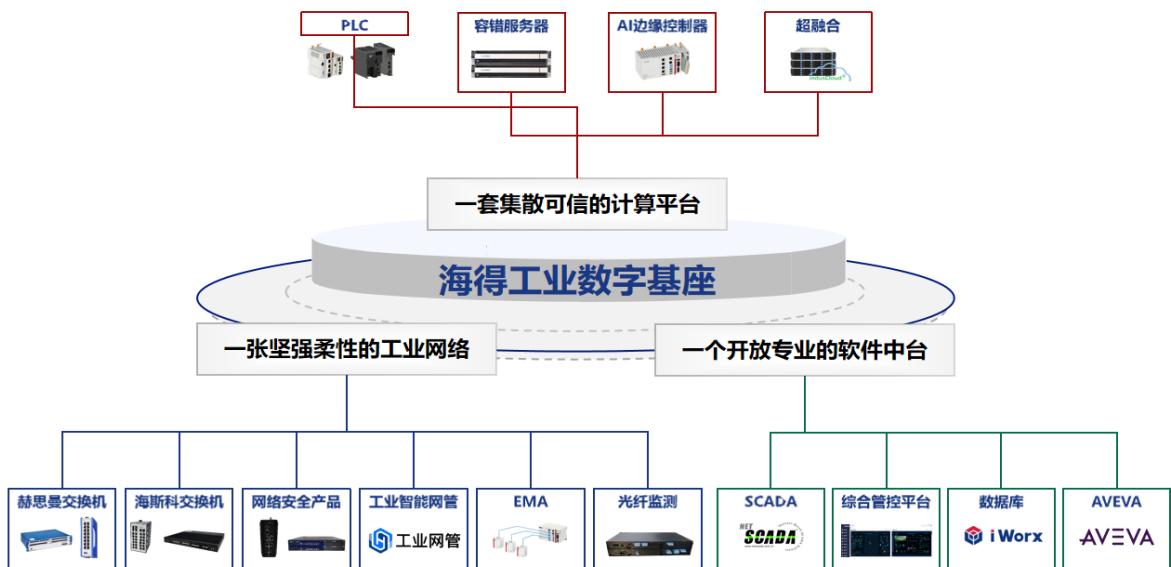 PLC
容错服务器
AI边缘控制器
超融合
indusCloud
一套集散可信的计算平台
海得工业数字基座
一张坚强柔性的工业网络
一个开放专业的软件中台
赫思曼交换机
海斯科交换机
网络安全产品
工业智能网管
EMA
光纤监测
SCADA
综合管控平台
数据库
AVEVA
工业网管
NET
SCADA
iWorx
AVEVA